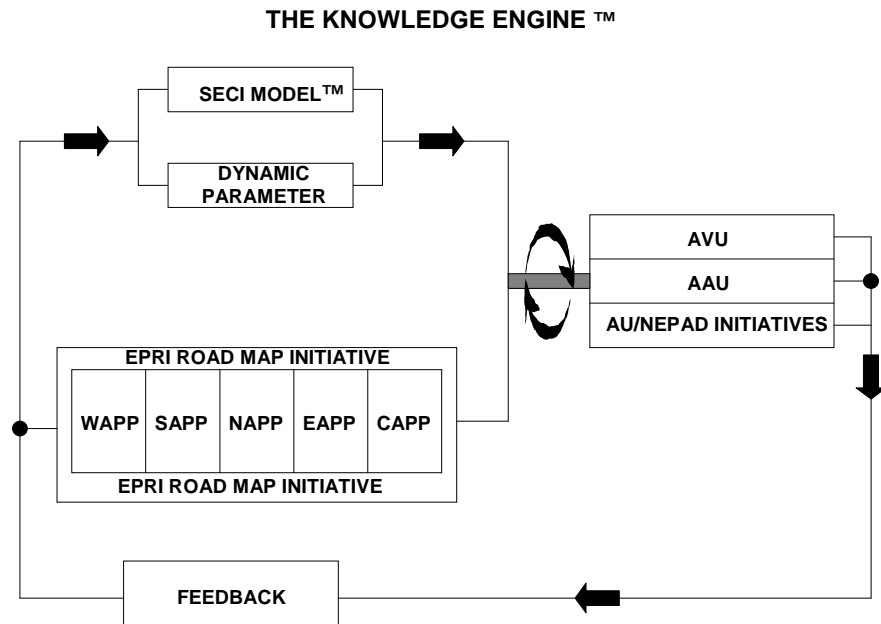 THE KNOWLEDGE ENGINE ™
SECI MODEL™
DYNAMIC
PARAMETER
AVU
AAU
AU/NEPAD INITIATIVES
EPRI ROAD MAP INITIATIVE
WAPP SAPP NAPP EAPP CAPP
EPRI ROAD MAP INITIATIVE
FEEDBACK